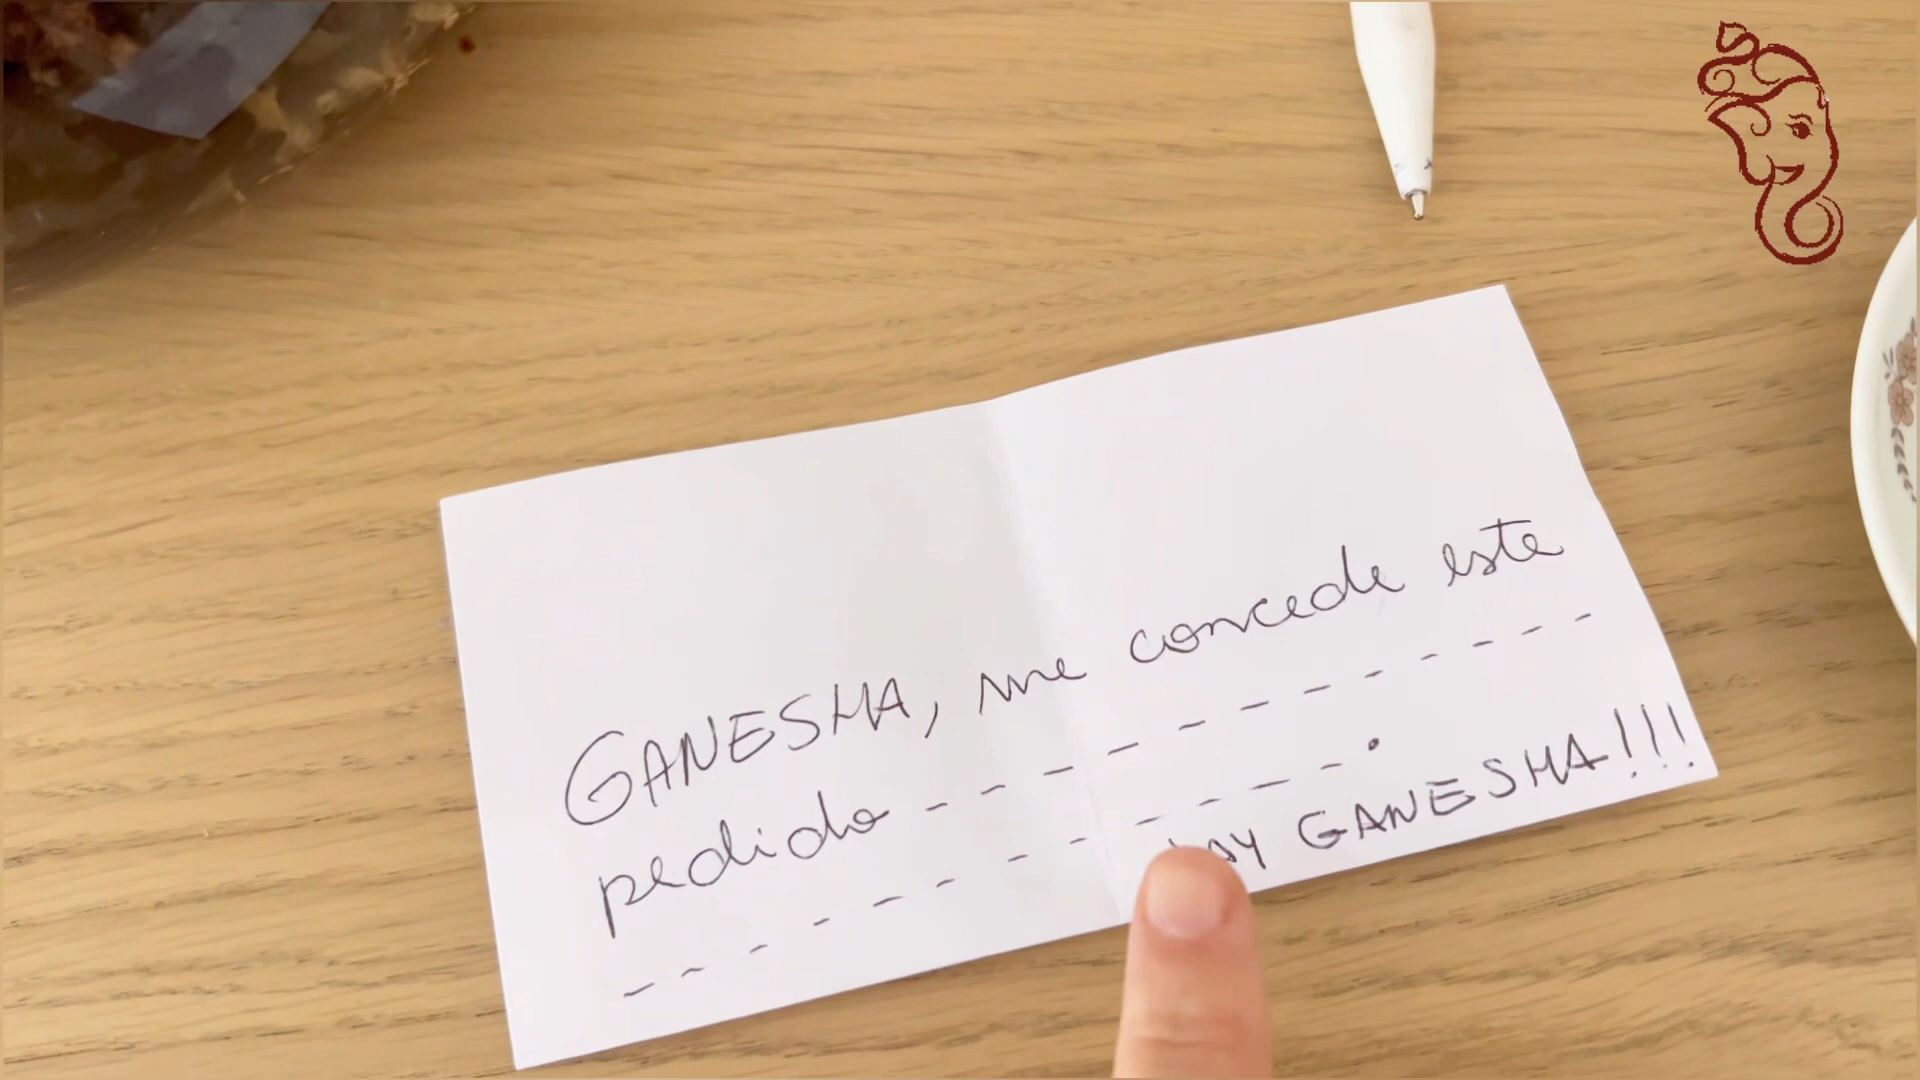 GANESHA, me concede este
pedido - - - - - - - - - - - -
- - - - - - - - - - - - .
GANESHA!!!